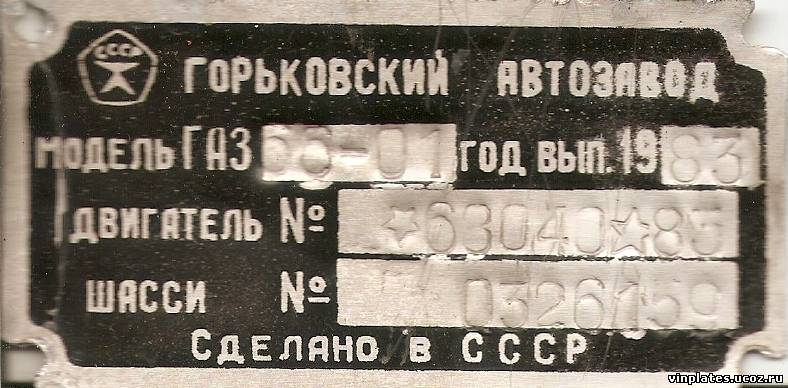 СССР
ГОРЬКОВСКИЙ АВТОЗАВОД
МОДЕЛЬ ГАЗ 66-01 ГОД ВЫП. 1983
ДВИГАТЕЛЬ № ☆63040☆83
ШАССИ № 0326159
СДЕЛАНО В СССР
vinplates.ucoz.ru